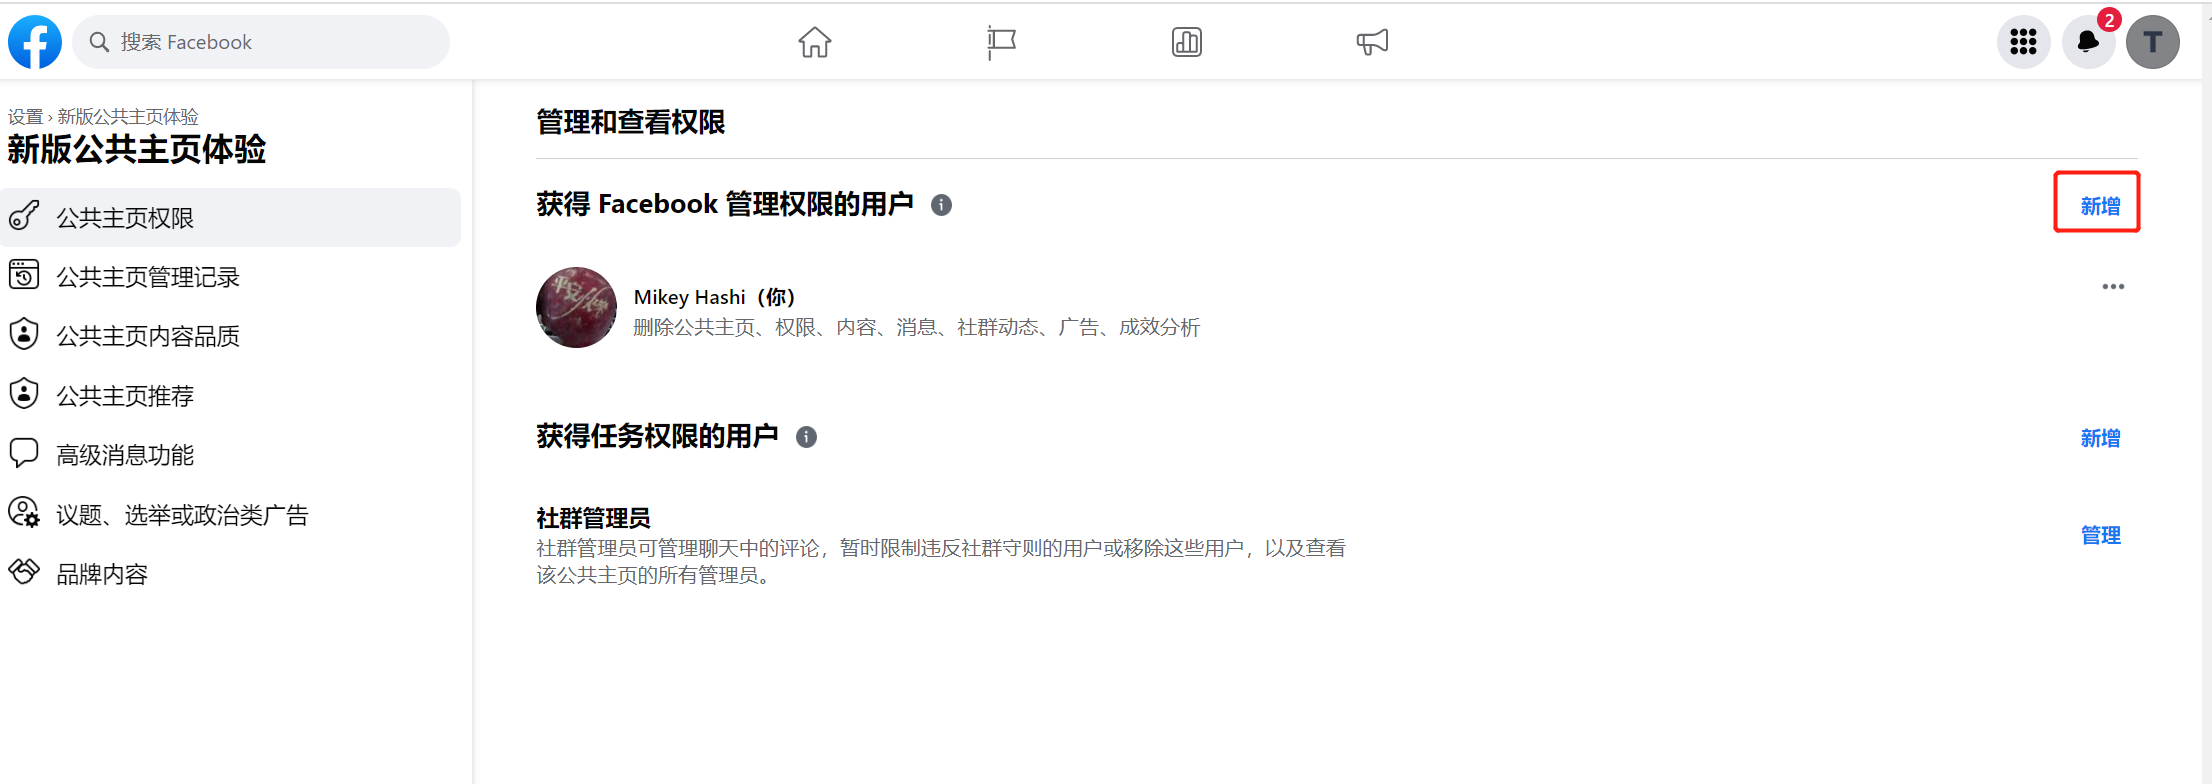 搜索 Facebook
2
T
设置 › 新版公共主页体验
新版公共主页体验
公共主页权限
公共主页管理记录
公共主页内容品质
公共主页推荐
高级消息功能
议题、选举或政治类广告
品牌内容
管理和查看权限
获得 Facebook 管理权限的用户
新增
平安
Mikey Hashi（你）
删除公共主页、权限、内容、消息、社群动态、广告、成效分析
获得任务权限的用户
新增
社群管理员
社群管理员可管理聊天中的评论，暂时限制违反社群守则的用户或移除这些用户，以及查看
该公共主页的所有管理员。
管理